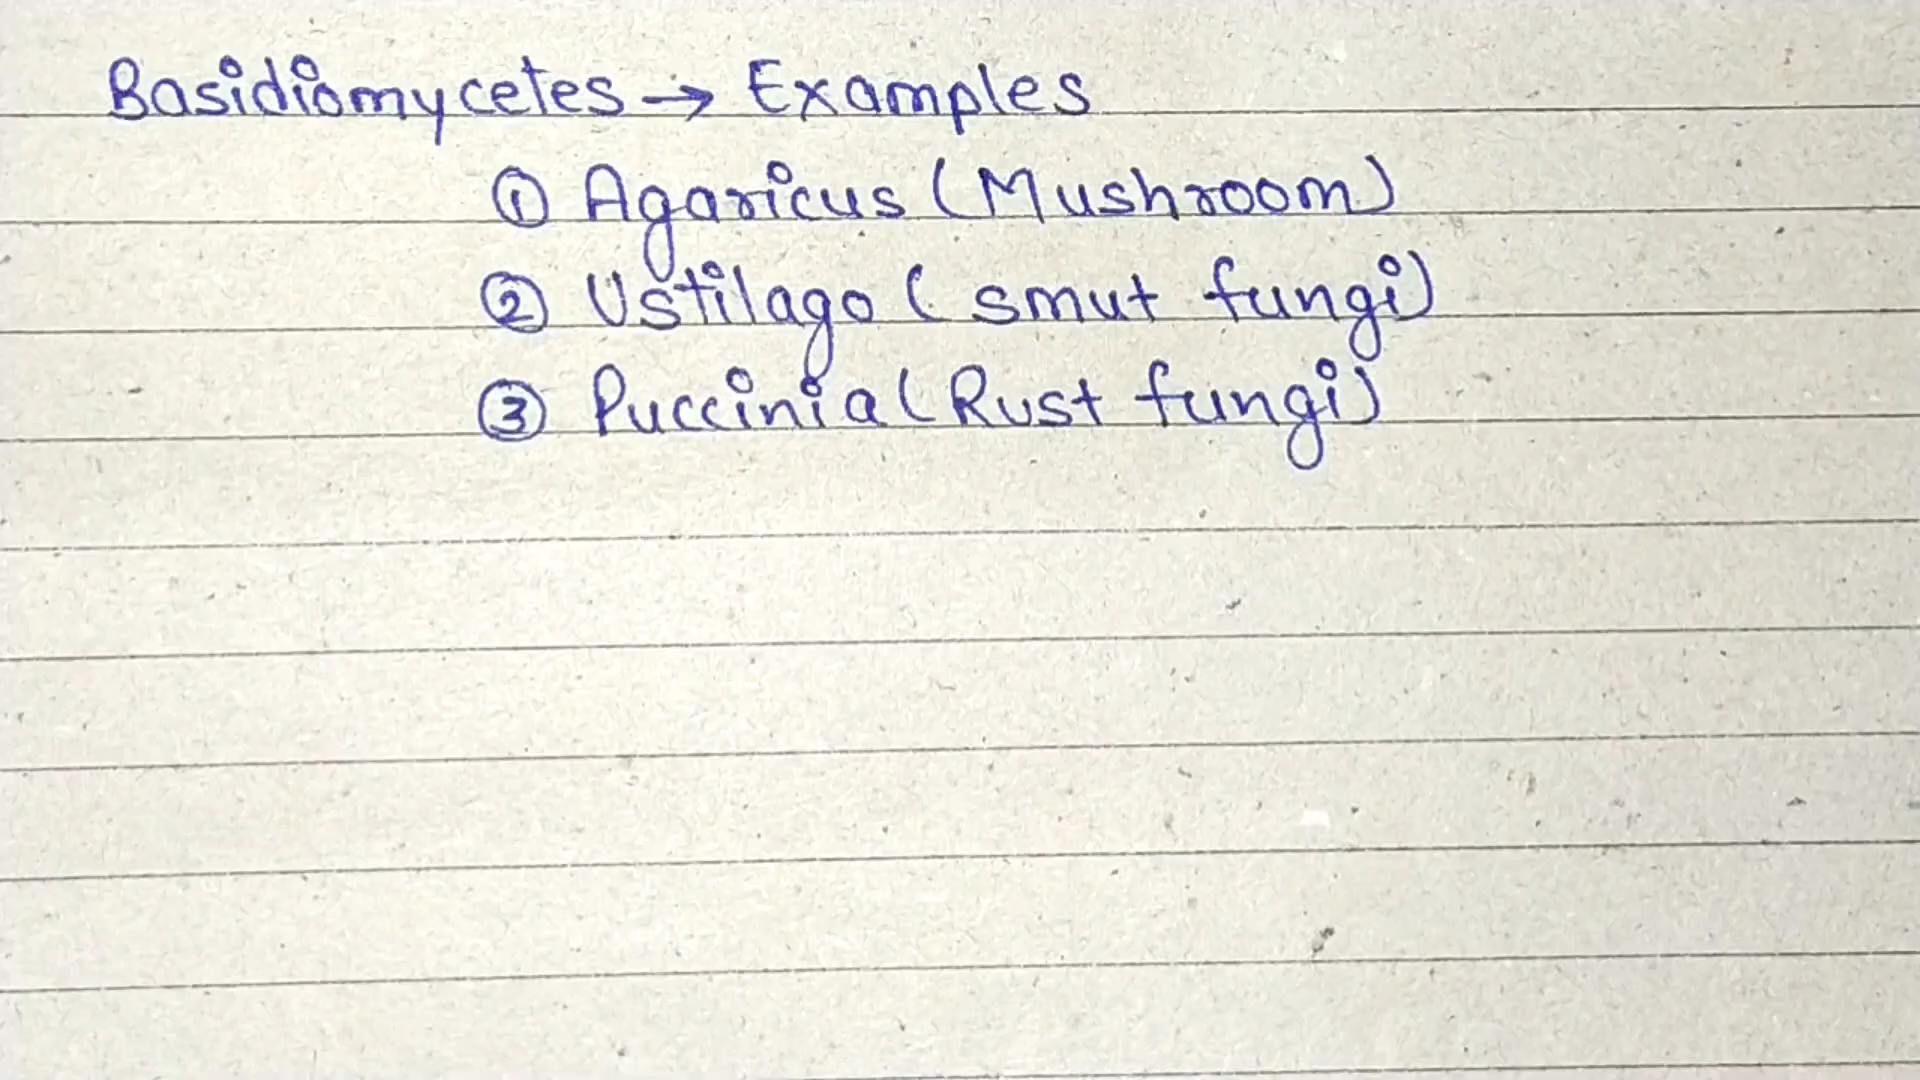 Basidiomycetes → Examples
① Agaricus (Mushroom)
② Ustilago (smut fungi)
③ Puccinia (Rust fungi)